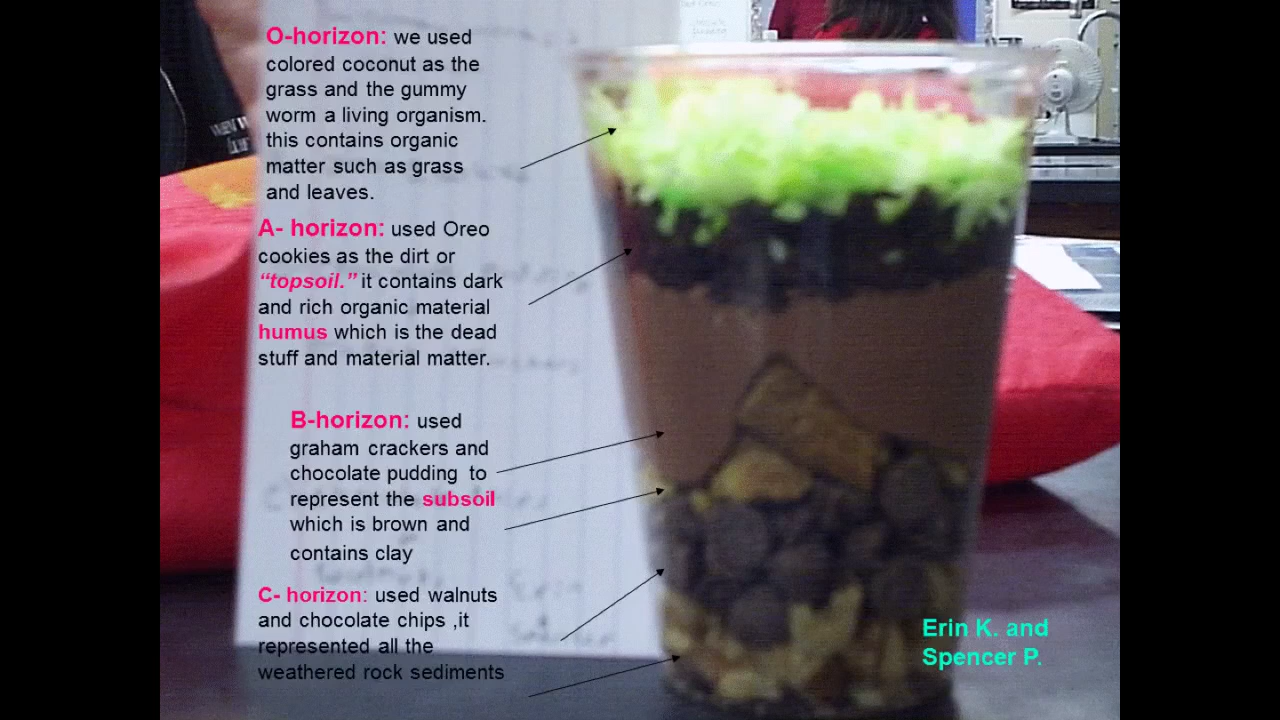 O-horizon: we used
colored coconut as the
grass and the gummy
worm a living organism.
this contains organic
matter such as grass
and leaves.
A- horizon: used Oreo
cookies as the dirt or
“topsoil.” it contains dark
and rich organic material
humus which is the dead
stuff and material matter.
B-horizon: used
graham crackers and
chocolate pudding to
represent the subsoil
which is brown and
contains clay
C- horizon: used walnuts
and chocolate chips ,it
represented all the
weathered rock sediments
Erin K. and
Spencer P.